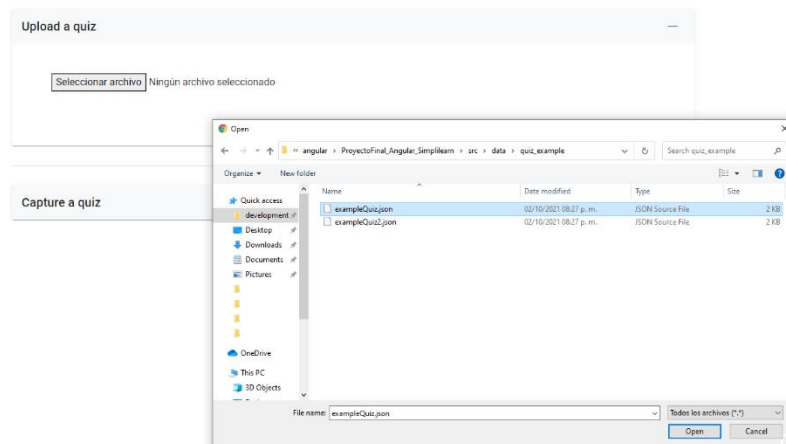 Upload a quiz
Seleccionar archivo Ningún archivo seleccionado
Capture a quiz
Open
« angular › ProyectoFinal_Angular_Simplilearn › src › data › quiz_example
Search quiz_example
Organize New folder
Name Date modified Type Size
exampleQuiz.json 02/10/2021 08:27 p. m. JSON Source File 2 KB
exampleQuiz2.json 02/10/2021 08:27 p. m. JSON Source File 2 KB
Quick access
development
Desktop
Downloads
Documents
Pictures
OneDrive
This PC
3D Objects
File name: exampleQuiz.json Todos los archivos (*.*)
Open Cancel